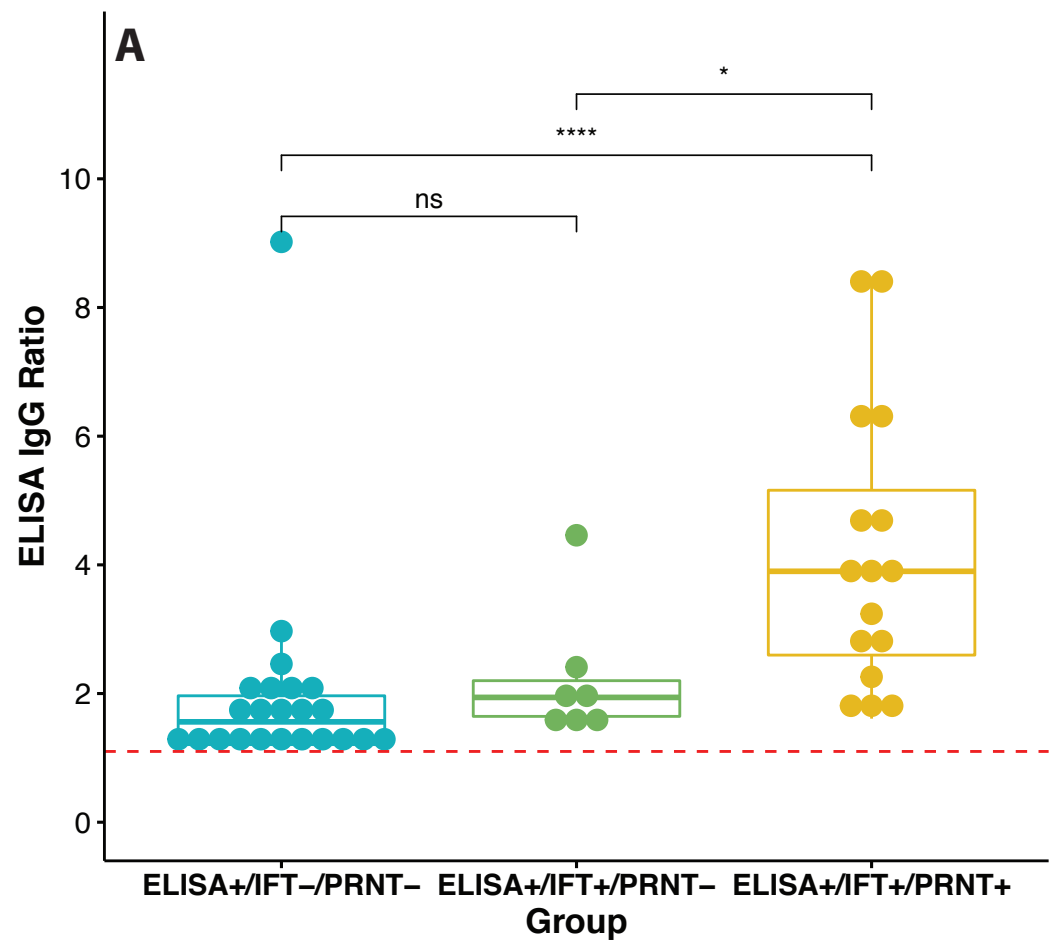 A
*
****
ns
10
8
6
4
2
0
ELISA IgG Ratio
ELISA+/IFT–/PRNT– ELISA+/IFT+/PRNT– ELISA+/IFT+/PRNT+
Group